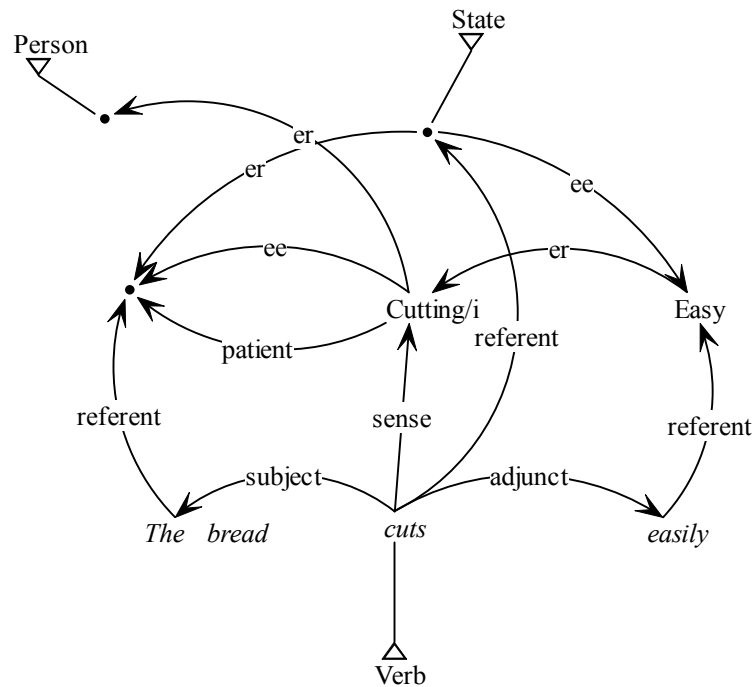 State
Person
er
er
ee
ee
er
Cutting/i
Easy
referent
patient
referent
sense
referent
subject
adjunct
The bread
cuts
easily
Verb